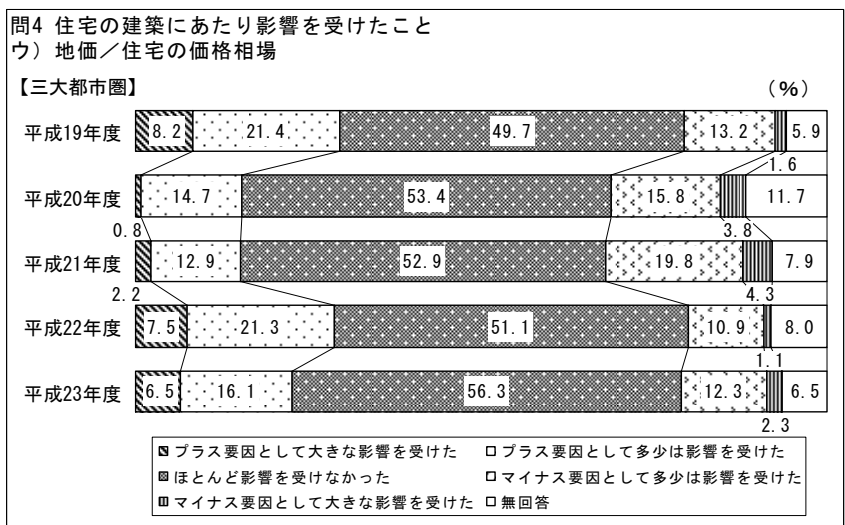 問4 住宅の建築にあたり影響を受けたこと
ウ）地価／住宅の価格相場
【三大都市圏】
（％）
平成19年度 8.2 21.4 49.7 13.2 5.9
1.6
平成20年度 14.7 53.4 15.8 11.7
0.8 3.8
平成21年度 12.9 52.9 19.8 7.9
2.2 4.3
平成22年度 7.5 21.3 51.1 10.9 8.0
1.1
平成23年度 6.5 16.1 56.3 12.3 6.5
2.3
プラス要因として大きな影響を受けた プラス要因として多少は影響を受けた
ほとんど影響を受けなかった マイナス要因として多少は影響を受けた
マイナス要因として大きな影響を受けた 無回答